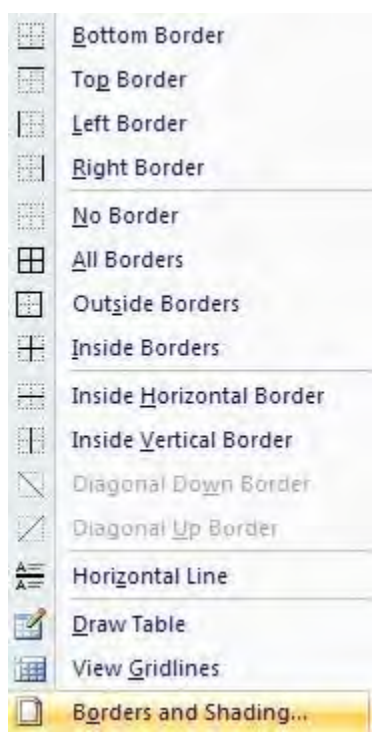 Bottom Border
Top Border
Left Border
Right Border
No Border
All Borders
Outside Borders
Inside Borders
Inside Horizontal Border
Inside Vertical Border
Diagonal Down Border
Diagonal Up Border
Horizontal Line
Draw Table
View Gridlines
Borders and Shading...